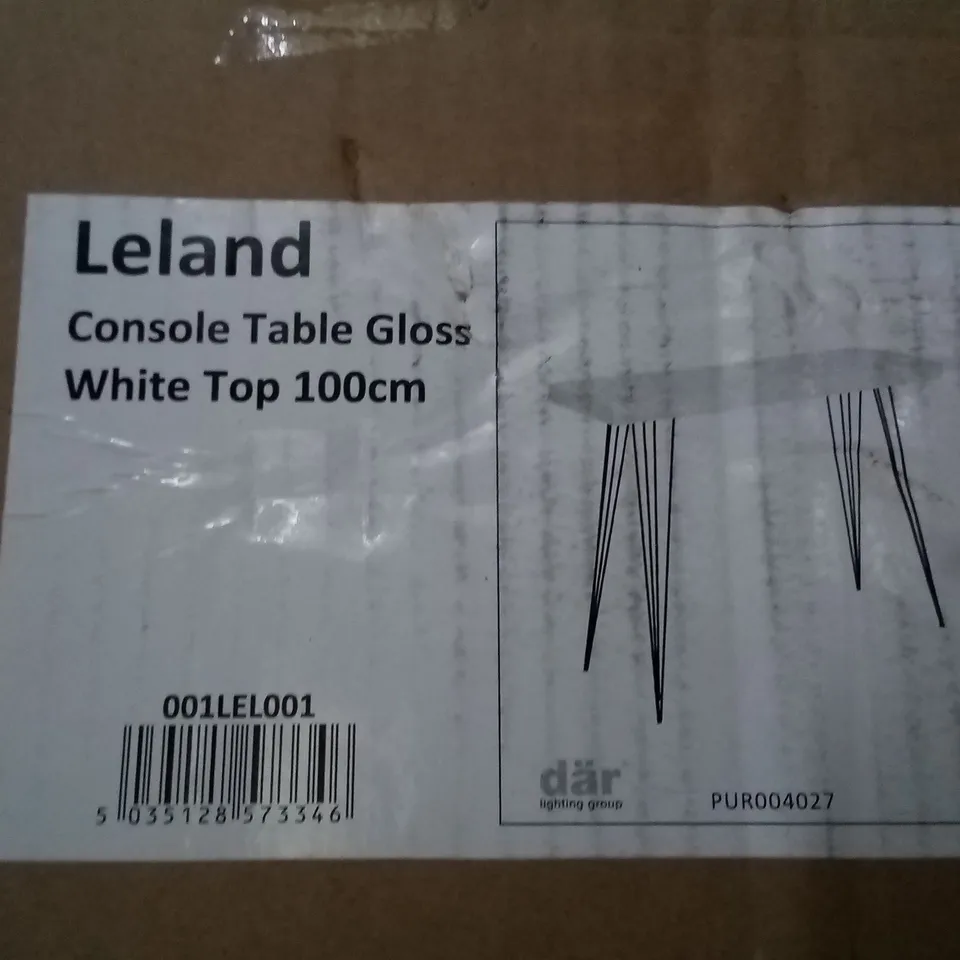 Leland
Console Table Gloss
White Top 100cm
001LEL001
5 035128 573346
där
lighting group
PUR004027